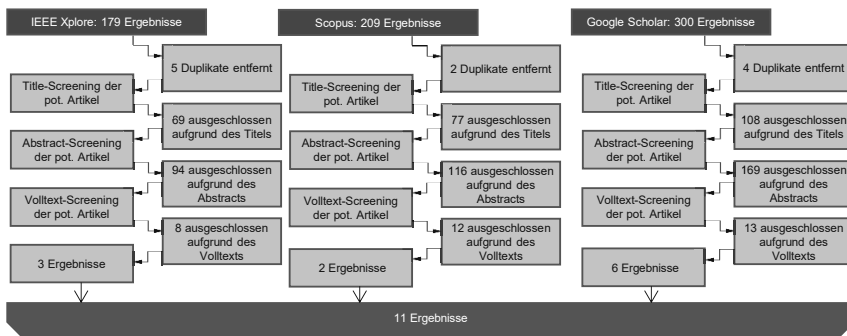 IEEE Xplore: 179 Ergebnisse
5 Duplikate entfernt
Title-Screening der
pot. Artikel
69 ausgeschlossen
aufgrund des Titels
Abstract-Screening
der pot. Artikel
94 ausgeschlossen
aufgrund des
Abstracts
Volltext-Screening
der pot. Artikel
8 ausgeschlossen
aufgrund des
Volltexts
3 Ergebnisse
Scopus: 209 Ergebnisse
2 Duplikate entfernt
Title-Screening der
pot. Artikel
77 ausgeschlossen
aufgrund des Titels
Abstract-Screening
der pot. Artikel
116 ausgeschlossen
aufgrund des
Abstracts
Volltext-Screening
der pot. Artikel
12 ausgeschlossen
aufgrund des
Volltexts
2 Ergebnisse
Google Scholar: 300 Ergebnisse
4 Duplikate entfernt
Title-Screening der
pot. Artikel
108 ausgeschlossen
aufgrund des Titels
Abstract-Screening
der pot. Artikel
169 ausgeschlossen
aufgrund des
Abstracts
Volltext-Screening
der pot. Artikel
13 ausgeschlossen
aufgrund des
Volltexts
6 Ergebnisse
11 Ergebnisse